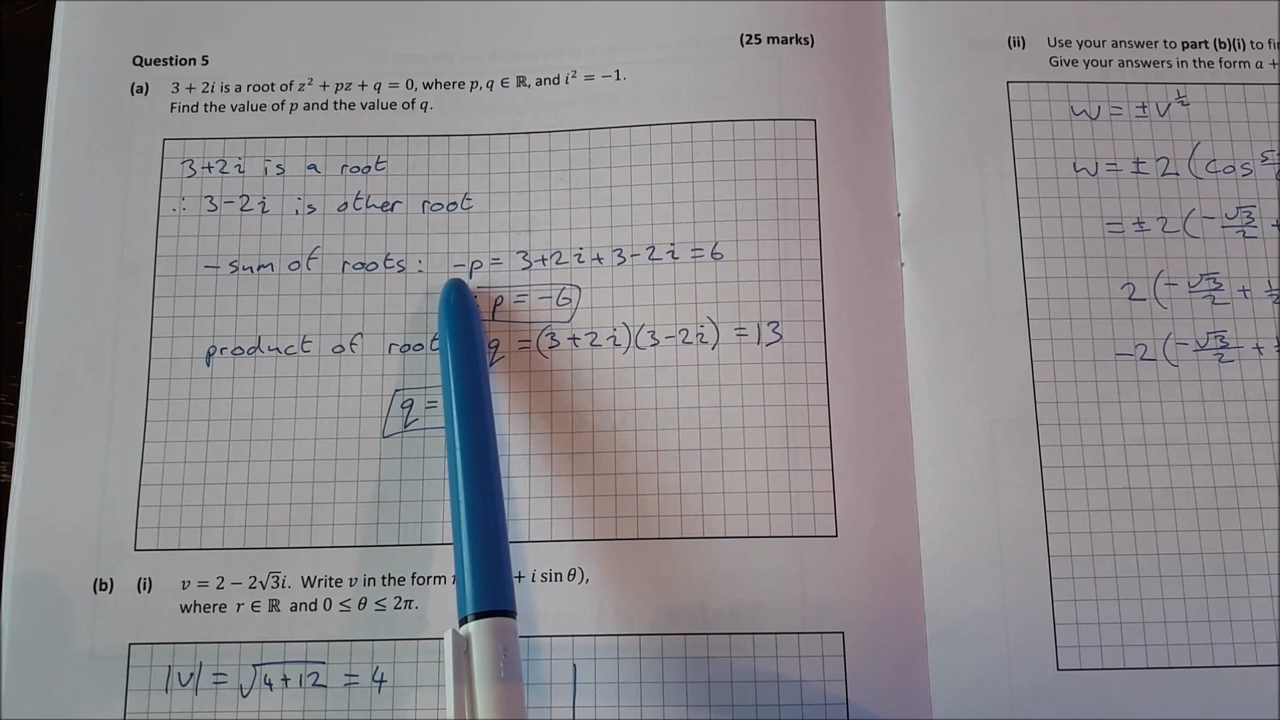 (25 marks)
Question 5
(a) 3 + 2i is a root of z² + pz + q = 0, where p, q ∈ ℝ, and i² = −1.
Find the value of p and the value of q.
3+2i is a root
∴ 3-2i is other root
- sum of roots: -p = 3+2i+3-2i = 6
p = -6
product of root q = (3+2i)(3-2i) = 13
q =
(b) (i) v = 2 − 2√3i. Write v in the form + i sin θ),
where r ∈ ℝ and 0 ≤ θ ≤ 2π.
|v| = √4+12 = 4
(ii) Use your answer to part (b)(i) to
Give your answers in the form a +
w = ±v^½
w = ±2(cos
= ±2(-√3/2
2(-√3/2 +
-2(-√3/2 +